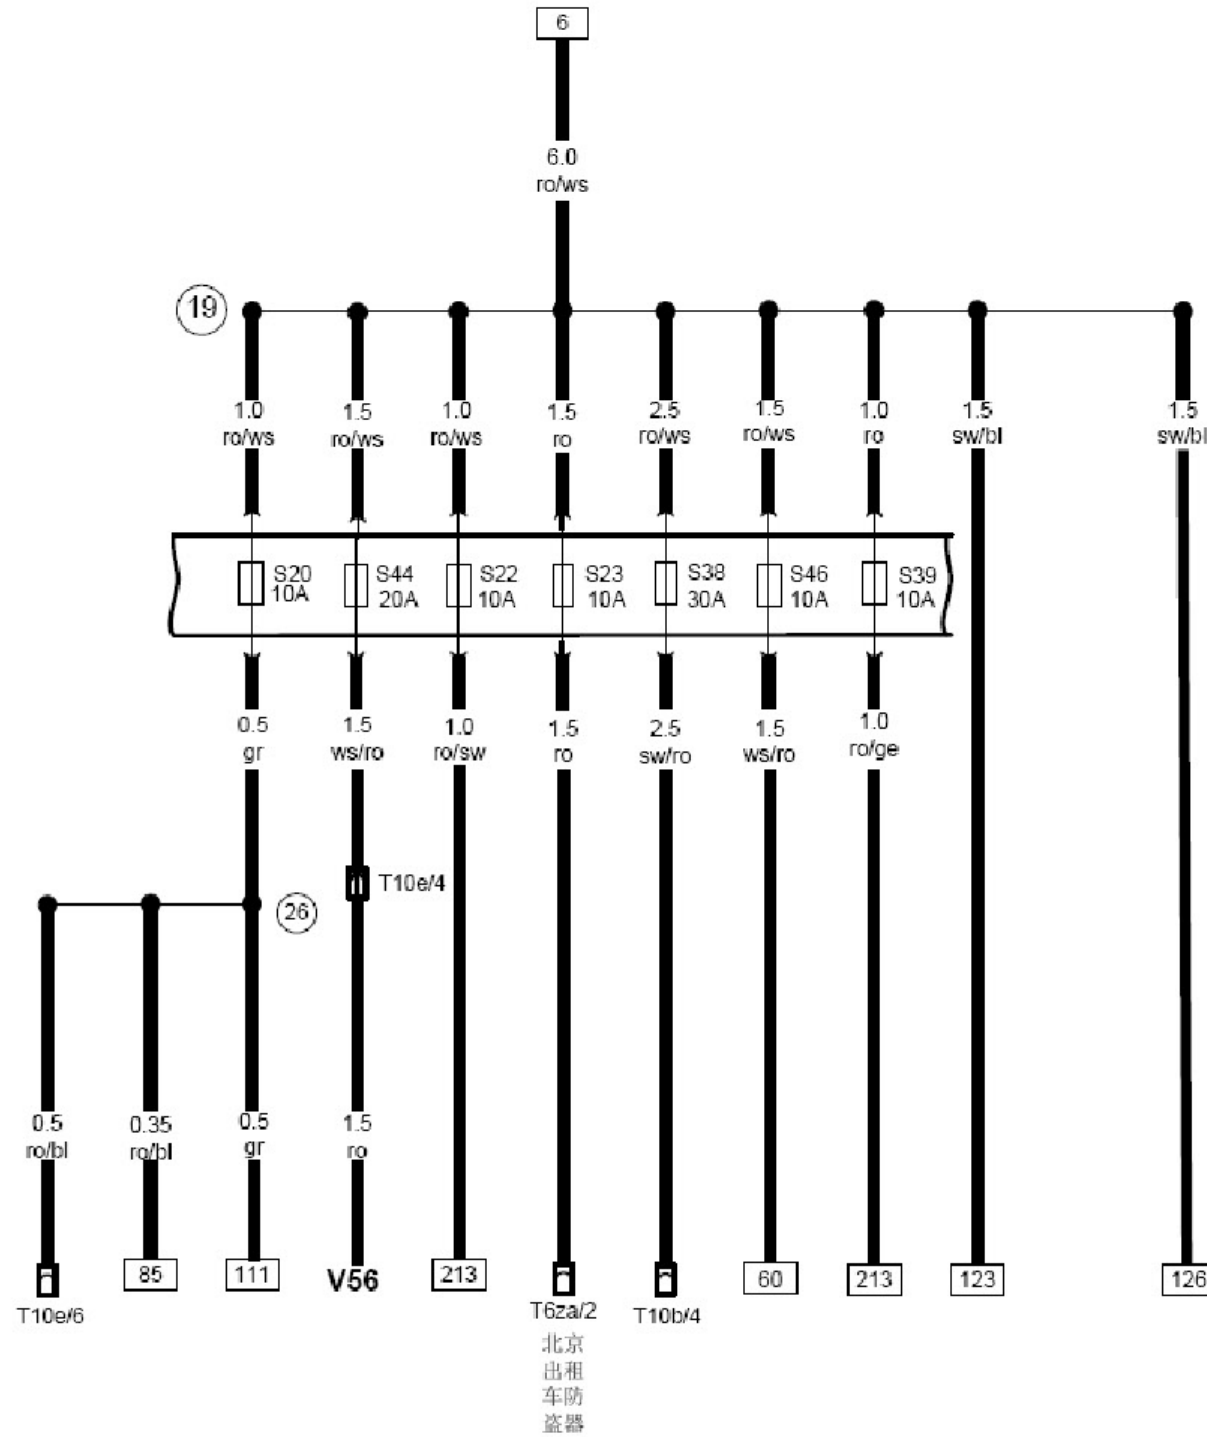 6
6.0
ro/ws
19
1.0
ro/ws
1.5
ro/ws
1.0
ro/ws
1.5
ro
2.5
ro/ws
1.5
ro/ws
1.0
ro
1.5
sw/bl
1.5
sw/bl
S20
10A
S44
20A
S22
10A
S23
10A
S38
30A
S46
10A
S39
10A
0.5
gr
1.5
ws/ro
1.0
ro/sw
1.5
ro
2.5
sw/ro
1.5
ws/ro
1.0
ro/ge
T10e/4
26
0.5
ro/bl
0.35
ro/bl
0.5
gr
1.5
ro
T10e/6
85
111
V56
213
T6za/2
北京
出租
车防
盗器
T10b/4
60
213
123
126